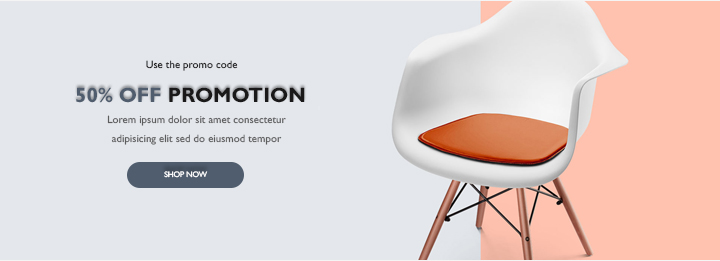 Use the promo code
50% OFF PROMOTION
Lorem ipsum dolor sit amet consectetur
adipisicing elit sed do eiusmod tempor
SHOP NOW